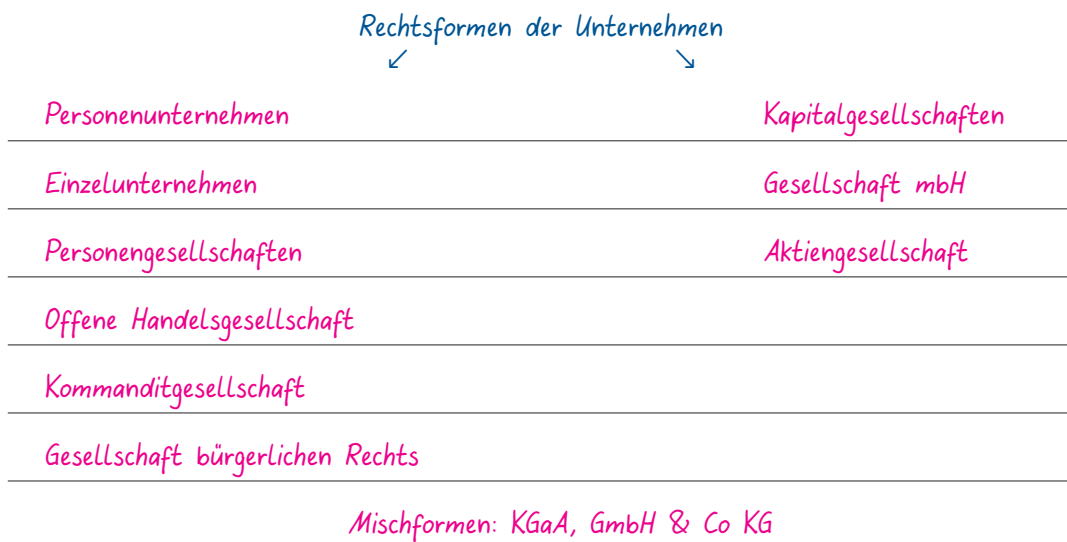 Rechtsformen der Unternehmen
↙ ↘
Personenunternehmen Kapitalgesellschaften
Einzelunternehmen Gesellschaft mbH
Personengesellschaften Aktiengesellschaft
Offene Handelsgesellschaft
Kommanditgesellschaft
Gesellschaft bürgerlichen Rechts
Mischformen: KGaA, GmbH & Co KG